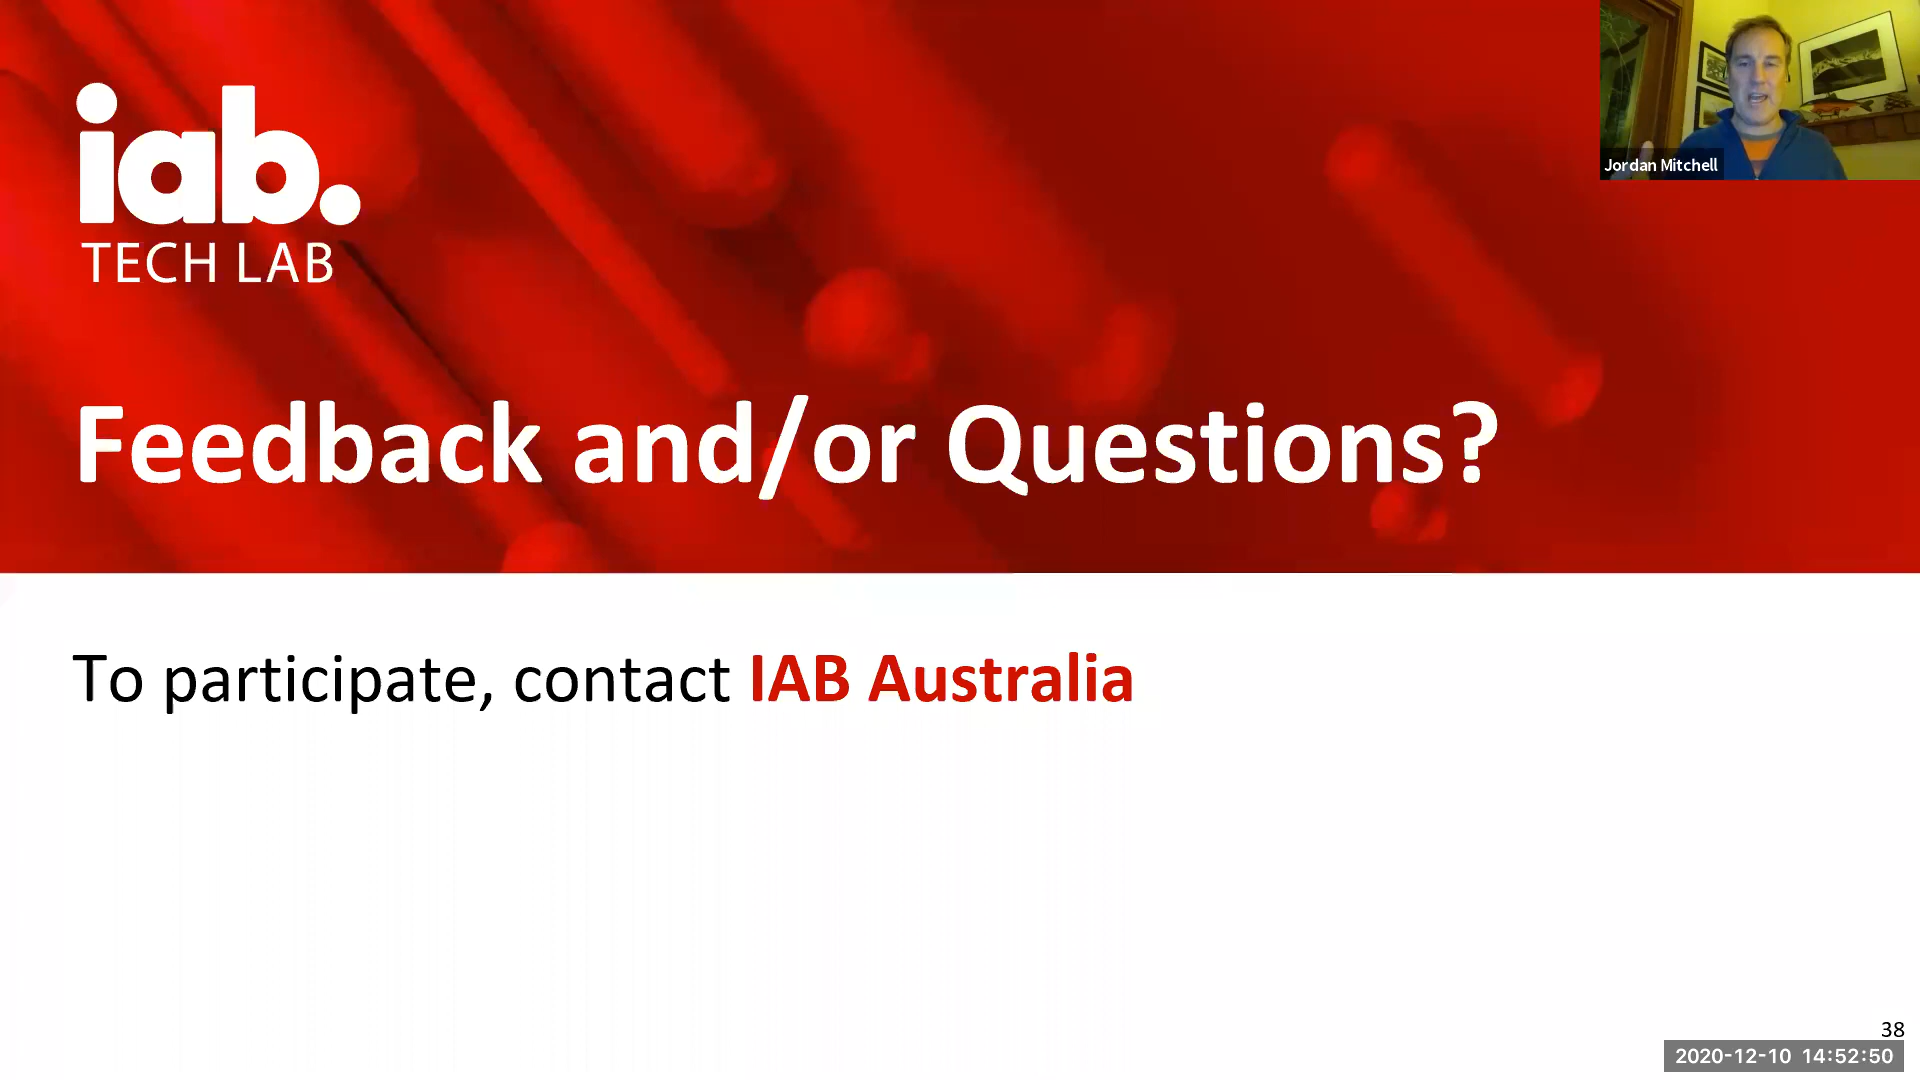 iab.
TECH LAB
Jordan Mitchell
Feedback and/or Questions?
To participate, contact IAB Australia
38
2020-12-10 14:52:50